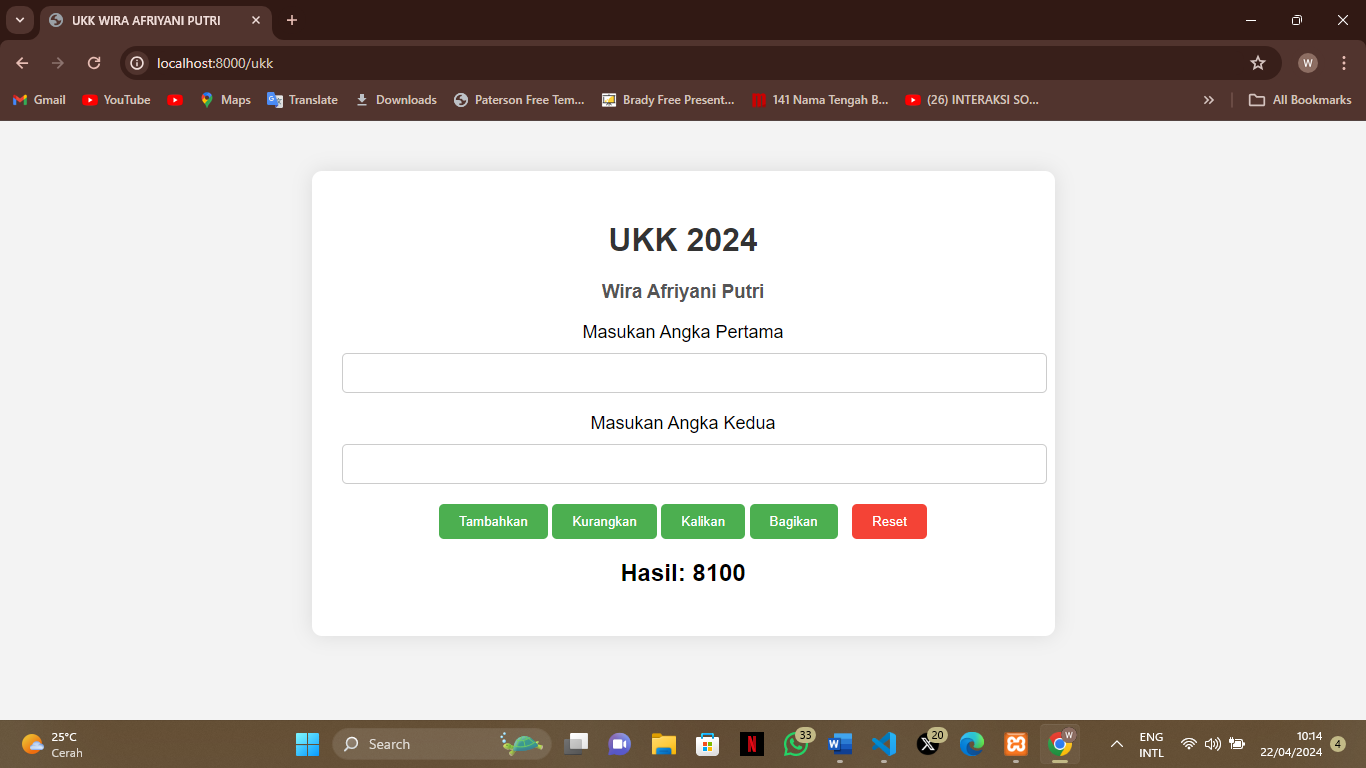 UKK WIRA AFRIYANI PUTRI
localhost:8000/ukk
W
Gmail
YouTube
Maps
Translate
Downloads
Paterson Free Tem...
Brady Free Present...
141 Nama Tengah B...
(26) INTERAKSI SO...
All Bookmarks
UKK 2024
Wira Afriyani Putri
Masukan Angka Pertama
Masukan Angka Kedua
Tambahkan Kurangkan Kalikan Bagikan Reset
Hasil: 8100
25°C
Cerah
Search
33
20
W
ENG
INTL
10:14
22/04/2024
4